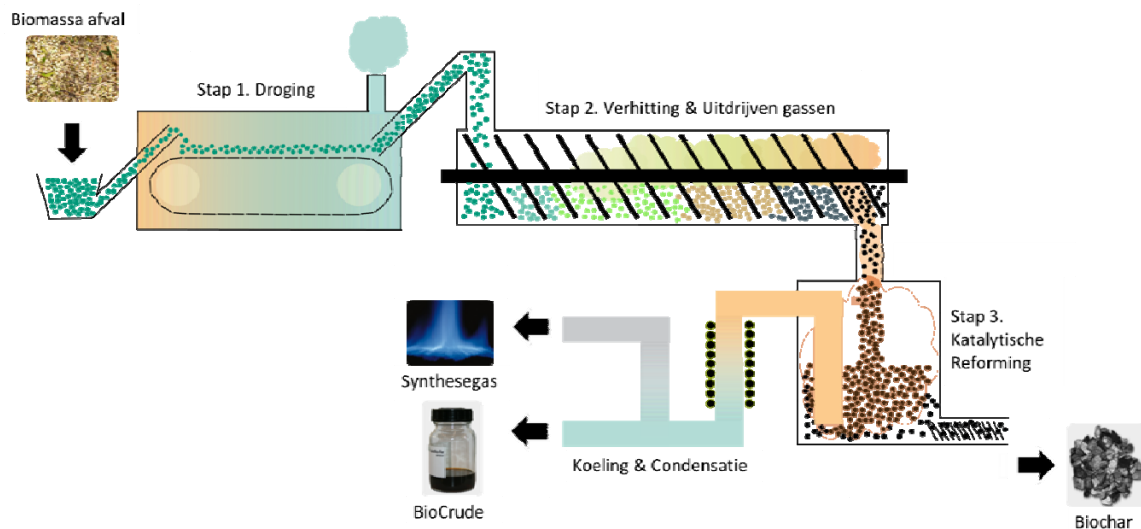 Biomassa afval
Stap 1. Droging
Stap 2. Verhitting & Uitdrijven gassen
Stap 3.
Katalytische
Reforming
Synthesegas
Koeling & Condensatie
BioCrude
Biochar